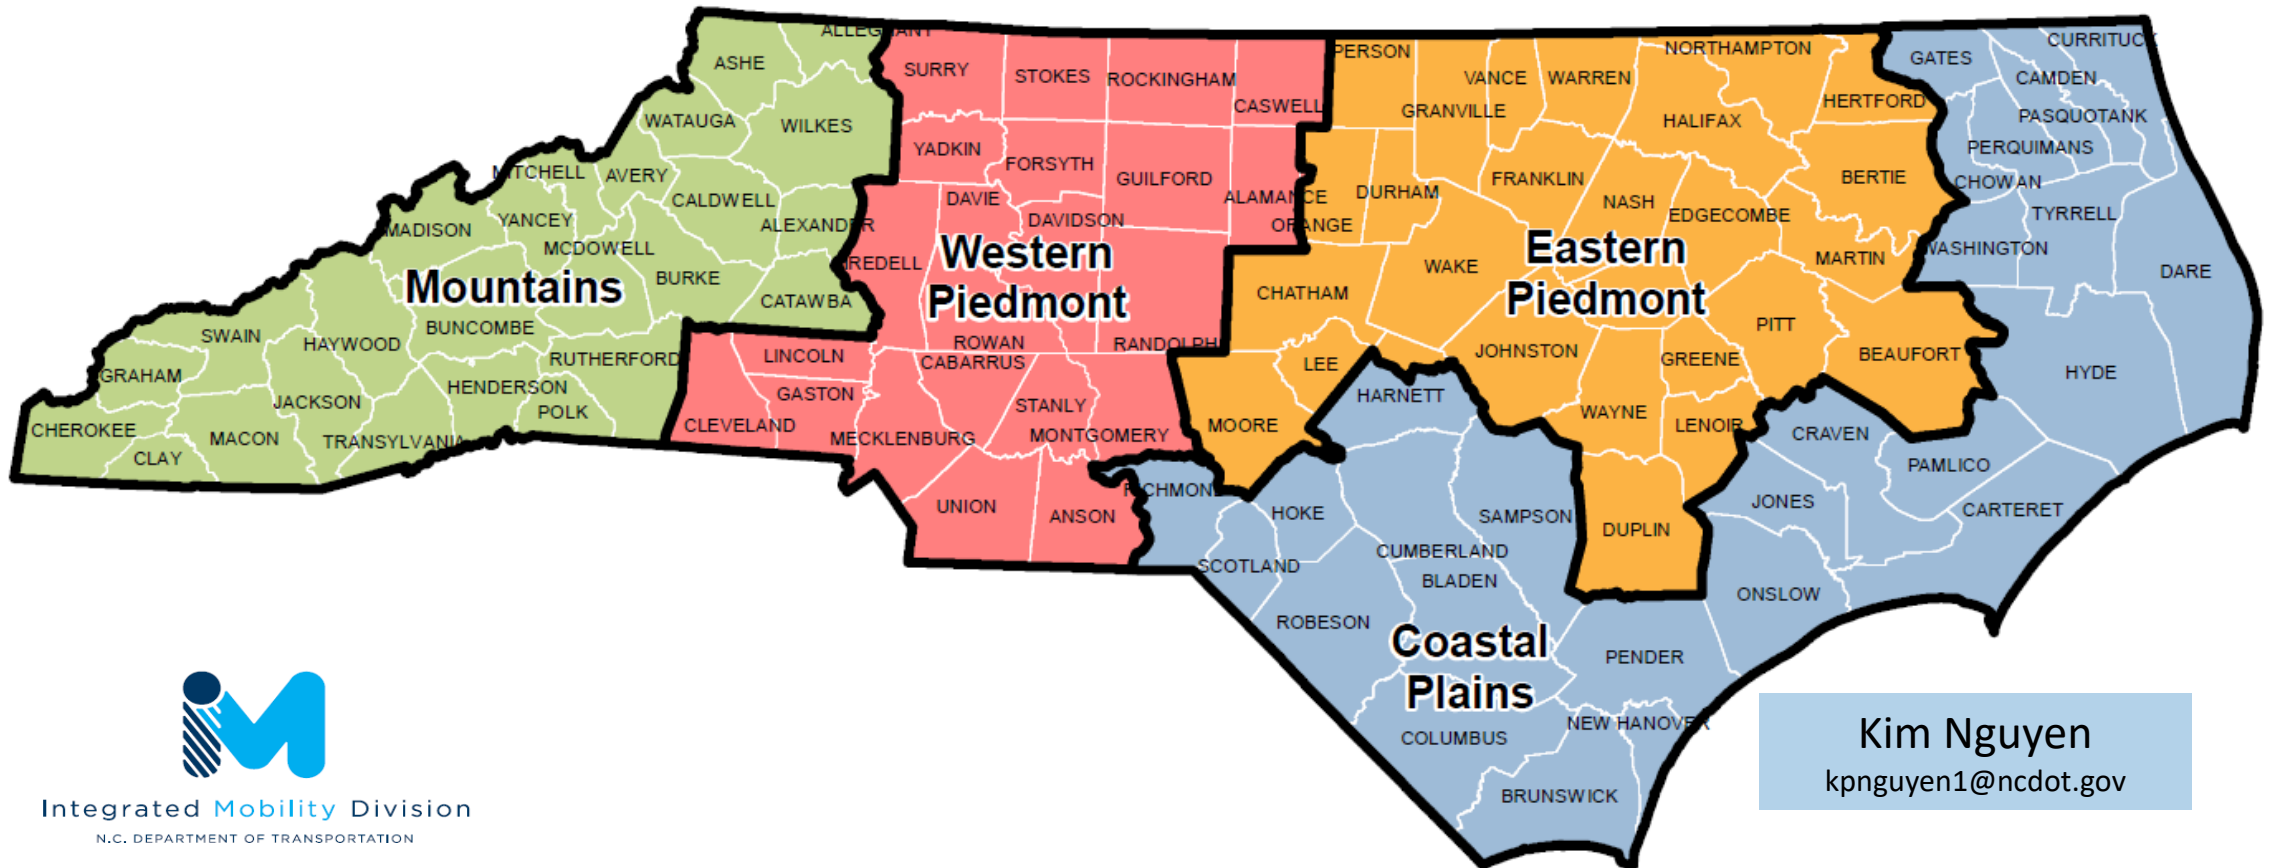 ALLEGHANY
ASHE
SURRY
STOKES
ROCKINGHAM
CASWELL
PERSON
VANCE
WARREN
NORTHAMPTON
GATES
CURRITUCK
CAMDEN
GRANVILLE
HERTFORD
WATAUGA
WILKES
HALIFAX
PASQUOTANK
YADKIN
FORSYTH
PERQUIMANS
MITCHELL
AVERY
GUILFORD
FRANKLIN
BERTIE
CHOWAN
CALDWELL
DAVIE
ALAMANCE
DURHAM
NASH
EDGECOMBE
TYRRELL
YANCEY
DAVIDSON
ALEXANDER
ORANGE
MADISON
MCDOWELL
WASHINGTON
IREDELL
WAKE
MARTIN
DARE
BURKE
CATAWBA
CHATHAM
Mountains
Western
Piedmont
Eastern
Piedmont
BUNCOMBE
SWAIN
HAYWOOD
PITT
ROWAN
RANDOLPH
JOHNSTON
BEAUFORT
RUTHERFORD
LINCOLN
CABARRUS
LEE
GREENE
HYDE
GRAHAM
HENDERSON
GASTON
HARNETT
JACKSON
POLK
STANLY
WAYNE
CHEROKEE
MACON
TRANSYLVANIA
CLEVELAND
MECKLENBURG
MONTGOMERY
MOORE
LENOIR
CRAVEN
CLAY
PAMLICO
RICHMOND
UNION
ANSON
HOKE
SAMPSON
DUPLIN
JONES
CARTERET
SCOTLAND
CUMBERLAND
BLADEN
ONSLOW
ROBESON
Coastal
Plains
PENDER
COLUMBUS
NEW HANOVER
BRUNSWICK
iM
Integrated Mobility Division
N.C. DEPARTMENT OF TRANSPORTATION
Kim Nguyen
kpnguyen1@ncdot.gov